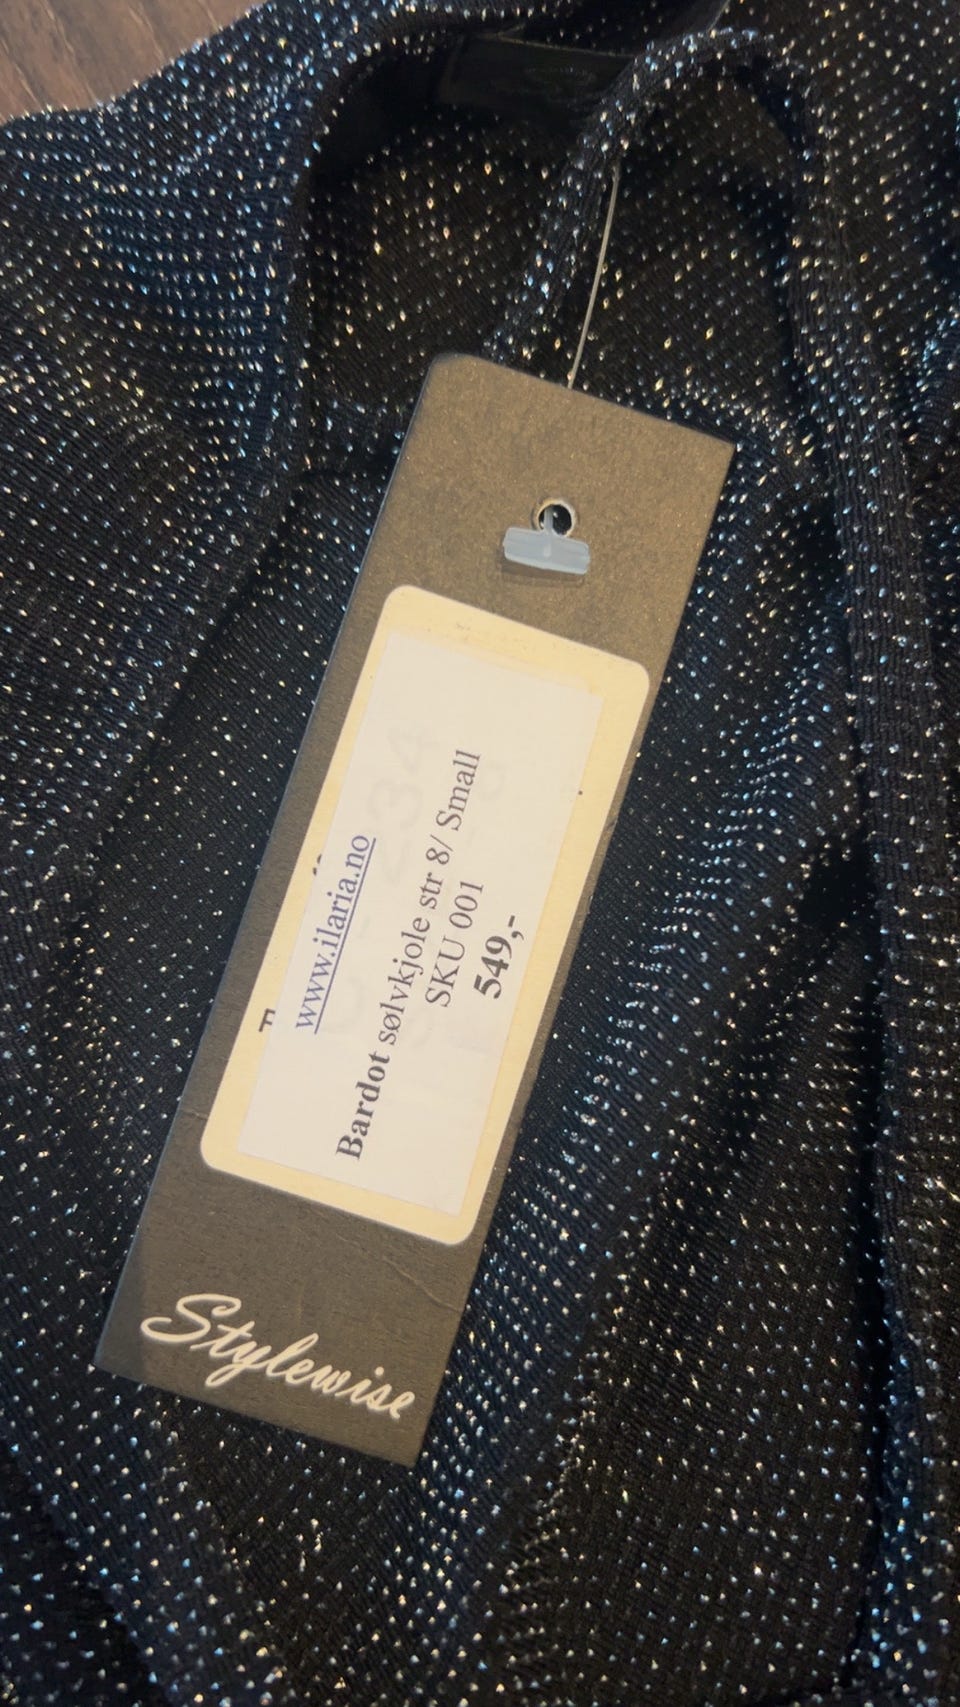 www.ilaria.no
Bardot sølvkjole str 8/ Small
SKU 001
549,-
Stylewise